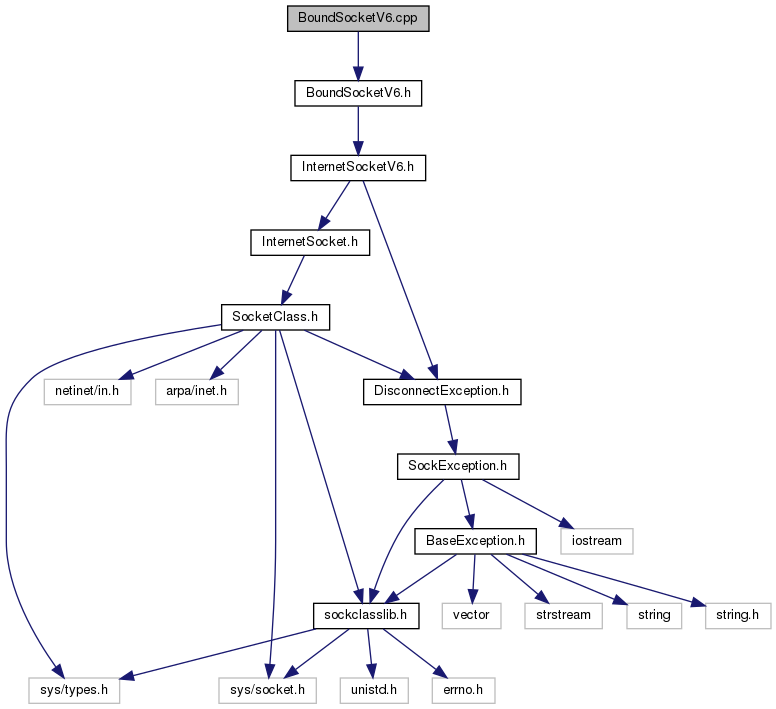 BoundSocketV6.cpp
BoundSocketV6.h
InternetSocketV6.h
InternetSocket.h
SocketClass.h
netinet/in.h
arpa/inet.h
DisconnectException.h
SockException.h
BaseException.h
iostream
sockclasslib.h
vector
strstream
string
string.h
sys/types.h
sys/socket.h
unistd.h
errno.h